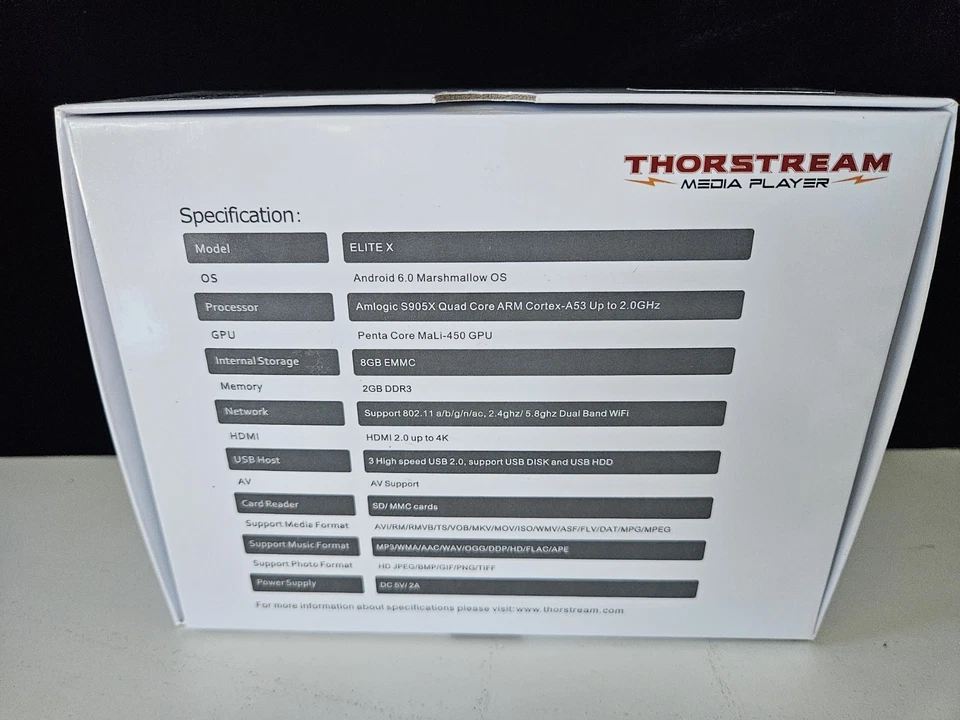 THORSTREAM
MEDIA PLAYER
Specification:
Model ELITE X
OS Android 6.0 Marshmallow OS
Processor Amlogic S905X Quad Core ARM Cortex-A53 Up to 2.0GHz
GPU Penta Core MaLi-450 GPU
Internal Storage 8GB EMMC
Memory 2GB DDR3
Network Support 802.11 a/b/g/n/ac, 2.4ghz/ 5.8ghz Dual Band WiFi
HDMI HDMI 2.0 up to 4K
USB Host 3 High speed USB 2.0, support USB DISK and USB HDD
AV AV Support
Card Reader SD/ MMC cards
Support Media Format AVI/RM/RMVB/TS/VOB/MKV/MOV/ISO/WMV/ASF/FLV/DAT/MPG/MPEG
Support Music Format MP3/WMA/AAC/WAV/OGG/DDP/HD/FLAC/APE
Support Photo Format HD JPEG/BMP/GIF/PNG/TIFF
Power Supply DC 5V/ 2A
For more information about specifications please visit: www.thorstream.com